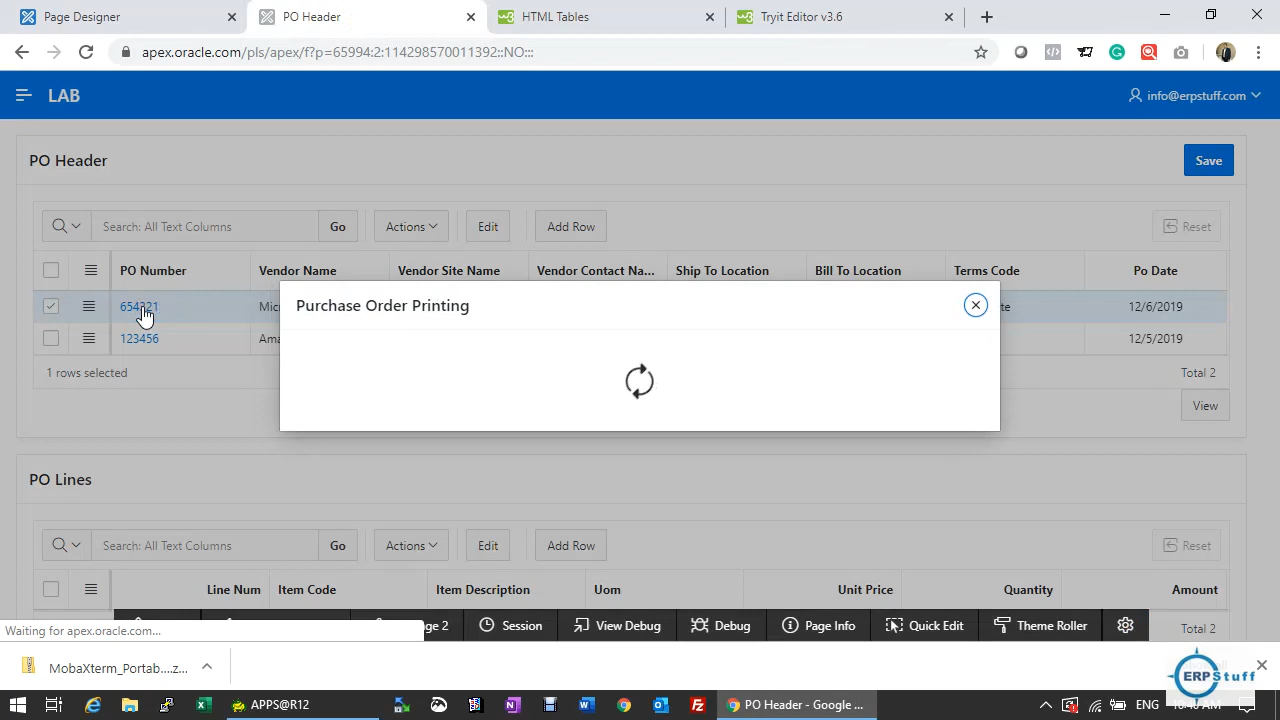 Page Designer
PO Header
HTML Tables
Tryit Editor v3.6
apex.oracle.com/pls/apex/f?p=65994:2:114298570011392::NO:::
LAB
info@erpstuff.com
PO Header
Save
Search: All Text Columns
Go
Actions
Edit
Add Row
Reset
PO Number
Vendor Name
Vendor Site Name
Vendor Contact Na...
Ship To Location
Bill To Location
Terms Code
Po Date
654321
12/6/2019
123456
12/5/2019
1 rows selected
Total 2
View
Purchase Order Printing
PO Lines
Search: All Text Columns
Go
Actions
Edit
Add Row
Reset
Line Num
Item Code
Item Description
Uom
Unit Price
Quantity
Amount
Session
View Debug
Debug
Page Info
Quick Edit
Theme Roller
Total 2
Waiting for apex.oracle.com...
MobaXterm_Portab....z...
ERPStuff
APPS@R12
PO Header - Google ...
ENG